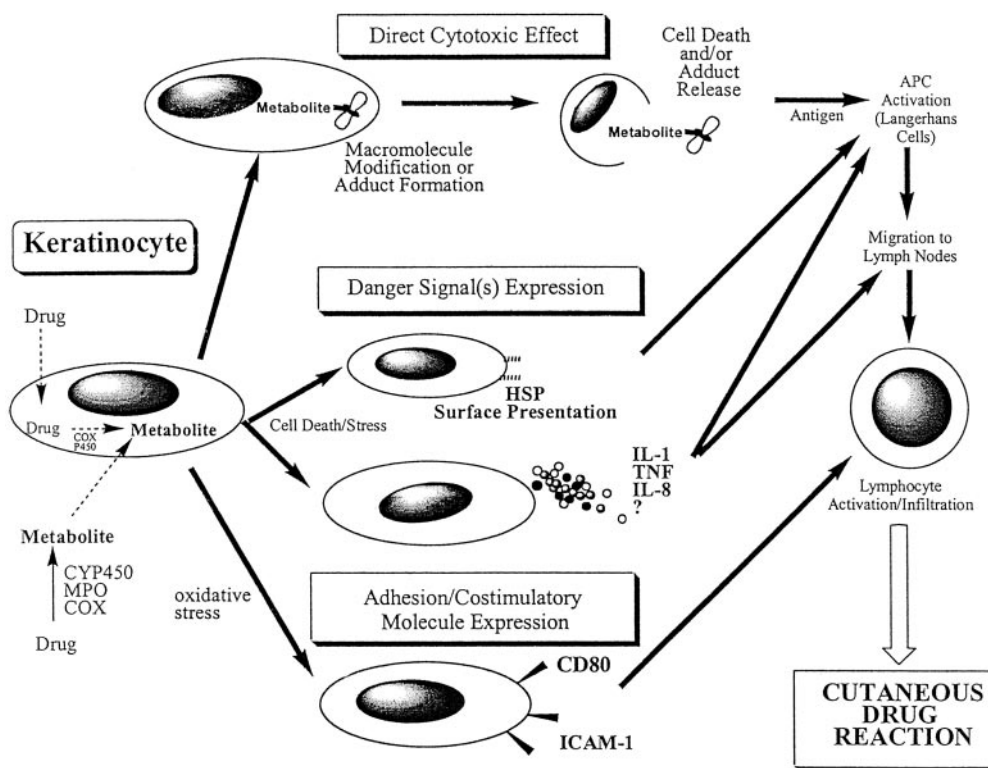 Direct Cytotoxic Effect
Cell Death
and/or
Adduct
Release
Metabolite
Metabolite
Macromolecule
Modification or
Adduct Formation
Antigen
APC
Activation
(Langerhans
Cells)
Migration to
Lymph Nodes
Keratinocyte
Drug
Drug
COX
P450
Metabolite
Danger Signal(s) Expression
HSP
Surface Presentation
Cell Death/Stress
IL-1
TNF
IL-8
?
Lymphocyte
Activation/Infiltration
Metabolite
CYP450
MPO
COX
Drug
oxidative
stress
Adhesion/Costimulatory
Molecule Expression
CD80
ICAM-1
CUTANEOUS
DRUG
REACTION